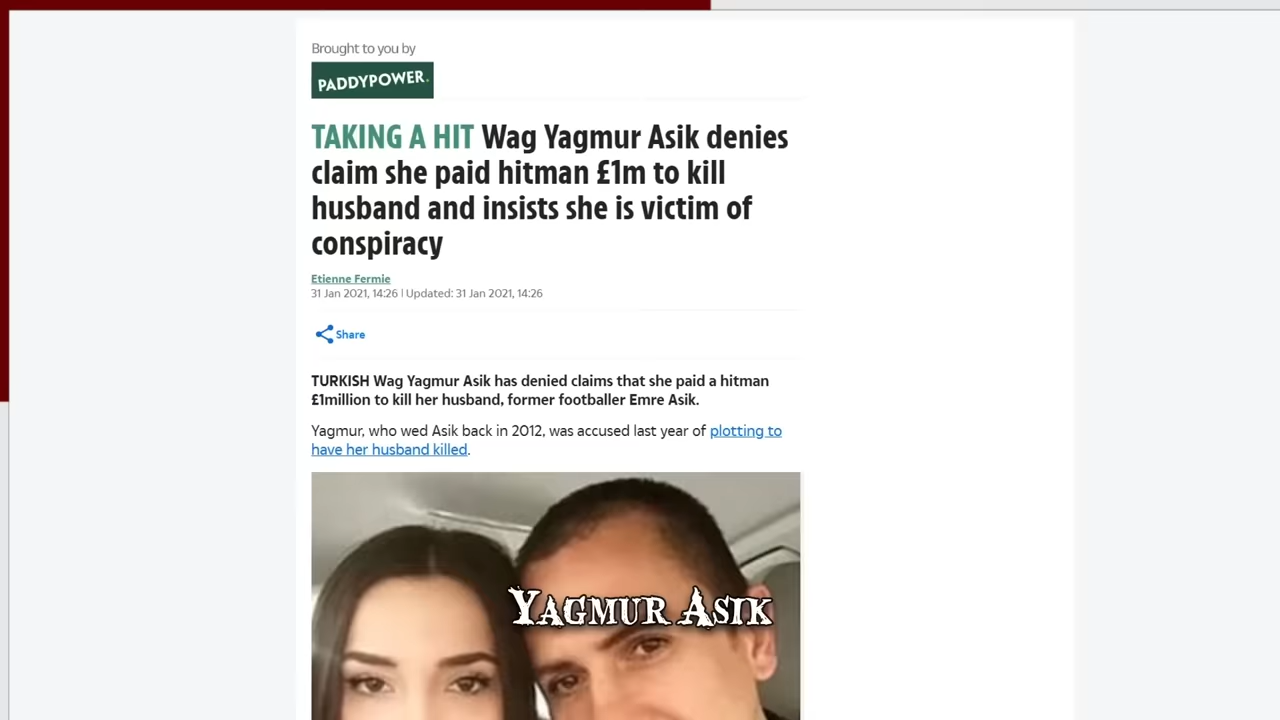 Brought to you by
PADDYPOWER.
TAKING A HIT Wag Yagmur Asik denies
claim she paid hitman £1m to kill
husband and insists she is victim of
conspiracy
Etienne Fermie
31 Jan 2021, 14:26 | Updated: 31 Jan 2021, 14:26
Share
TURKISH Wag Yagmur Asik has denied claims that she paid a hitman
£1million to kill her husband, former footballer Emre Asik.
Yagmur, who wed Asik back in 2012, was accused last year of plotting to
have her husband killed.
YAGMUR ASIK